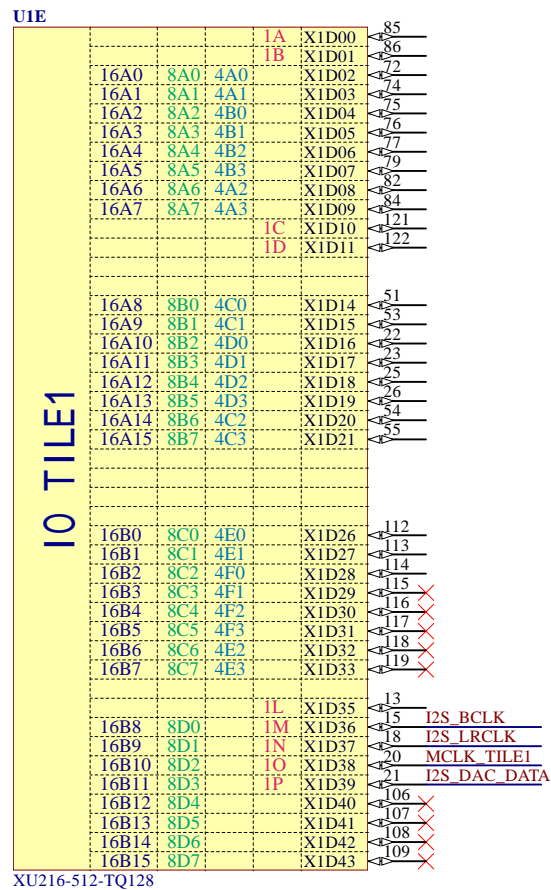 U1E
1A X1D00 85
1B X1D01 86
16A0 8A0 4A0 X1D02 72
16A1 8A1 4A1 X1D03 74
16A2 8A2 4B0 X1D04 75
16A3 8A3 4B1 X1D05 76
16A4 8A4 4B2 X1D06 77
16A5 8A5 4B3 X1D07 79
16A6 8A6 4A2 X1D08 82
16A7 8A7 4A3 X1D09 84
1C X1D10 121
1D X1D11 122
16A8 8B0 4C0 X1D14 51
16A9 8B1 4C1 X1D15 53
16A10 8B2 4D0 X1D16 22
16A11 8B3 4D1 X1D17 23
16A12 8B4 4D2 X1D18 25
16A13 8B5 4D3 X1D19 26
16A14 8B6 4C2 X1D20 54
16A15 8B7 4C3 X1D21 55
IO TILE1
16B0 8C0 4E0 X1D26 112
16B1 8C1 4E1 X1D27 113
16B2 8C2 4F0 X1D28 114
16B3 8C3 4F1 X1D29 115
16B4 8C4 4F2 X1D30 116
16B5 8C5 4F3 X1D31 117
16B6 8C6 4E2 X1D32 118
16B7 8C7 4E3 X1D33 119
1L X1D35 13
16B8 8D0 1M X1D36 15 I2S_BCLK
16B9 8D1 1N X1D37 18 I2S_LRCLK
16B10 8D2 1O X1D38 20 MCLK_TILE1
16B11 8D3 1P X1D39 21 I2S_DAC_DATA
16B12 8D4 X1D40 106
16B13 8D5 X1D41 107
16B14 8D6 X1D42 108
16B15 8D7 X1D43 109
XU216-512-TQ128